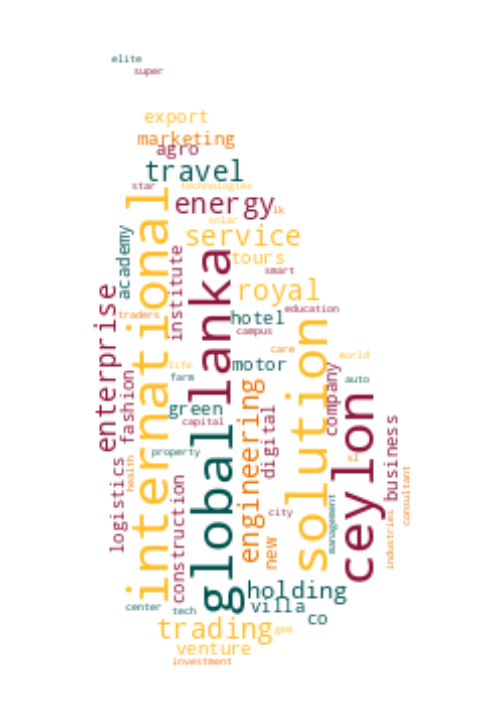 elite
super
export
marketing
agro
travel
star
technologies
energy
lk
solar
service
academy
institute
international
lanka
tours
smart
royal
education
enterprise
traders
hotel
campus
solution
care
world
life
motor
farm
auto
company
fashion
green
capital
engineering
digital
ceylon
business
global
property
sl
logistics
health
construction
consultant
city
management
industries
new
holding
center
tech
villa
co
trading
venture
investment